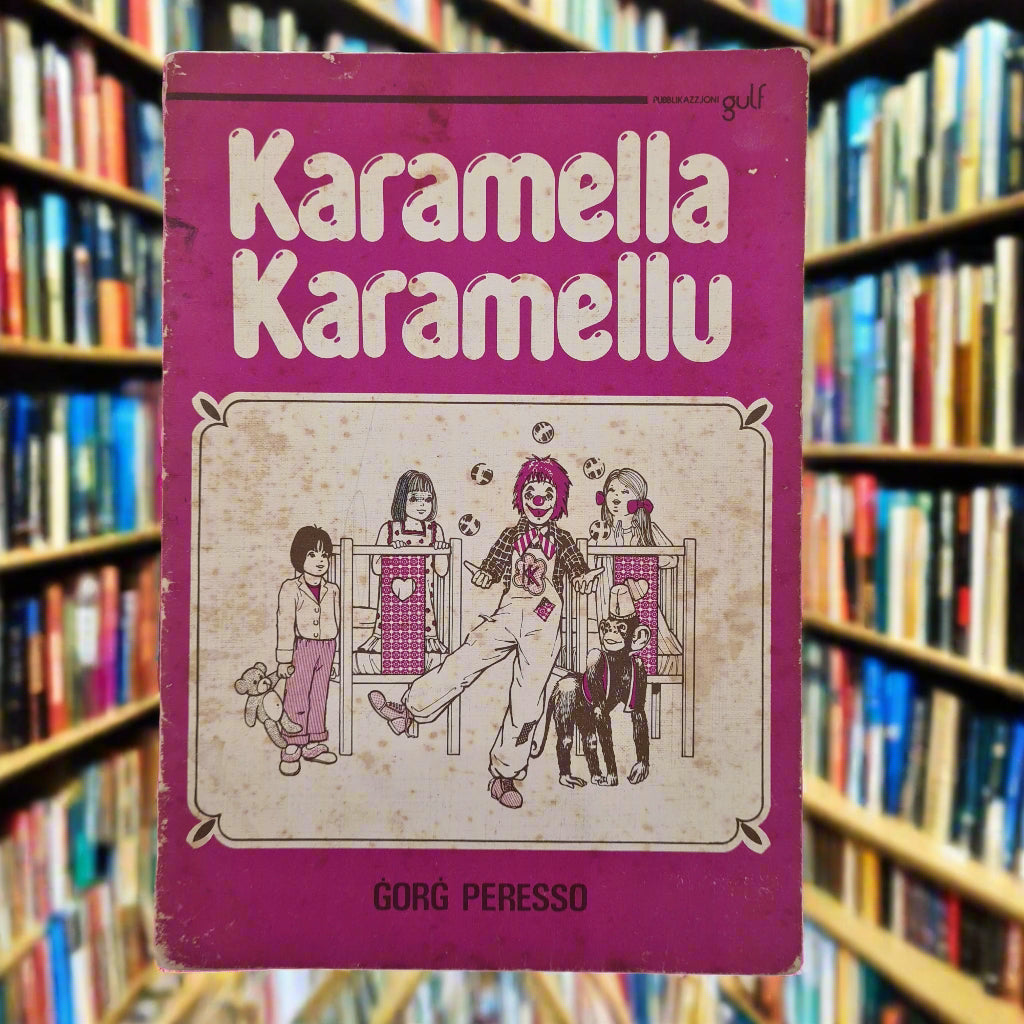 PUBBLIKAZZJONI gulf
Karamella
Karamellu
K
ĠORĠ PERESSO